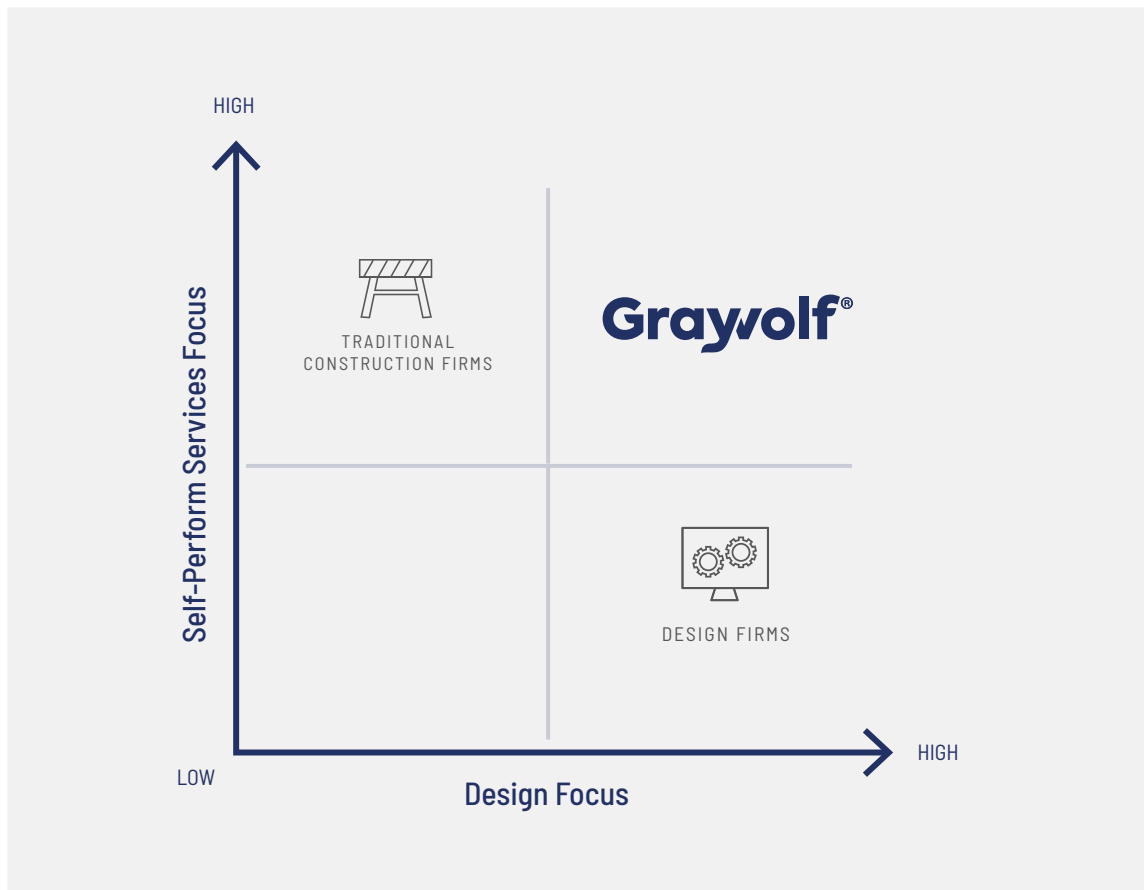 HIGH
Self-Perform Services Focus
TRADITIONAL
CONSTRUCTION FIRMS
Graywolf®
DESIGN FIRMS
LOW
Design Focus
HIGH